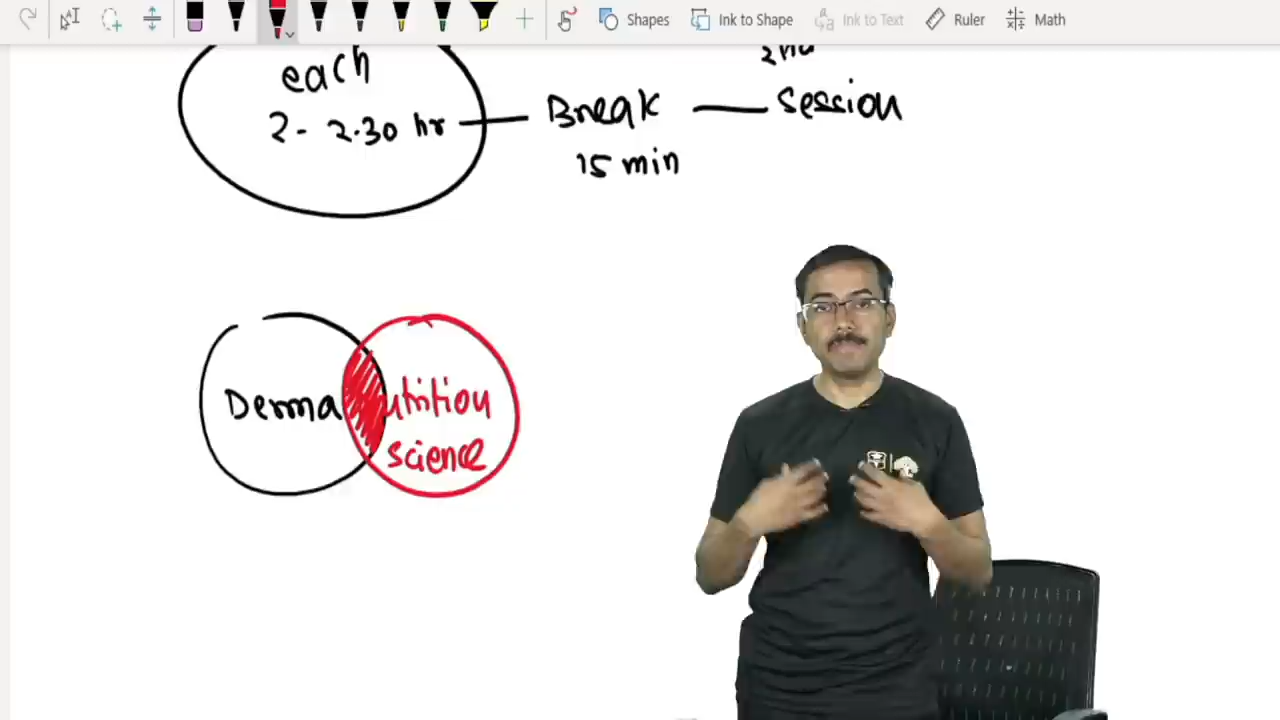 Shapes Ink to Shape Ink to Text Ruler Math
each
2 - 2.30 hr Break Session
15 min
Derma utrition
science